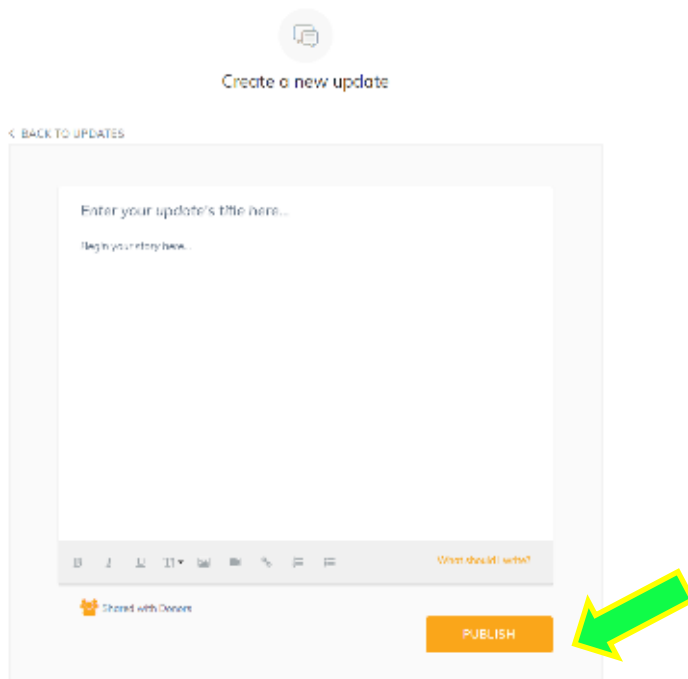 Create a new update
< BACK TO UPDATES
Enter your update's title here...
Begin your story here...
B I U TI
What should I write?
Shared with Donors
PUBLISH